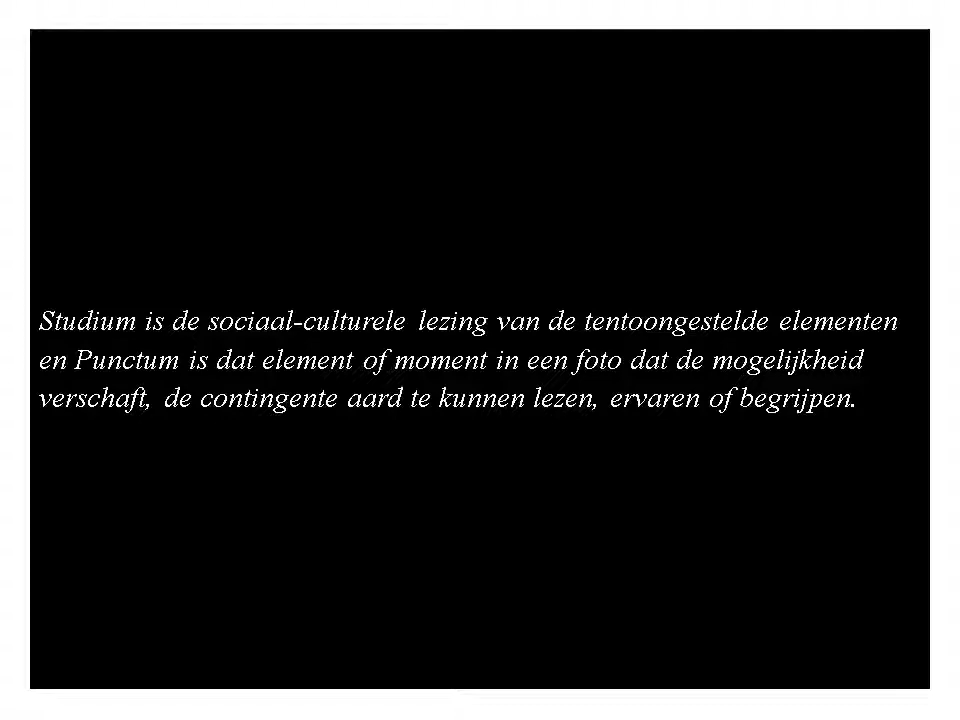 Studium is de sociaal-culturele lezing van de tentoongestelde elementen
en Punctum is dat element of moment in een foto dat de mogelijkheid
verschaft, de contingente aard te kunnen lezen, ervaren of begrijpen.